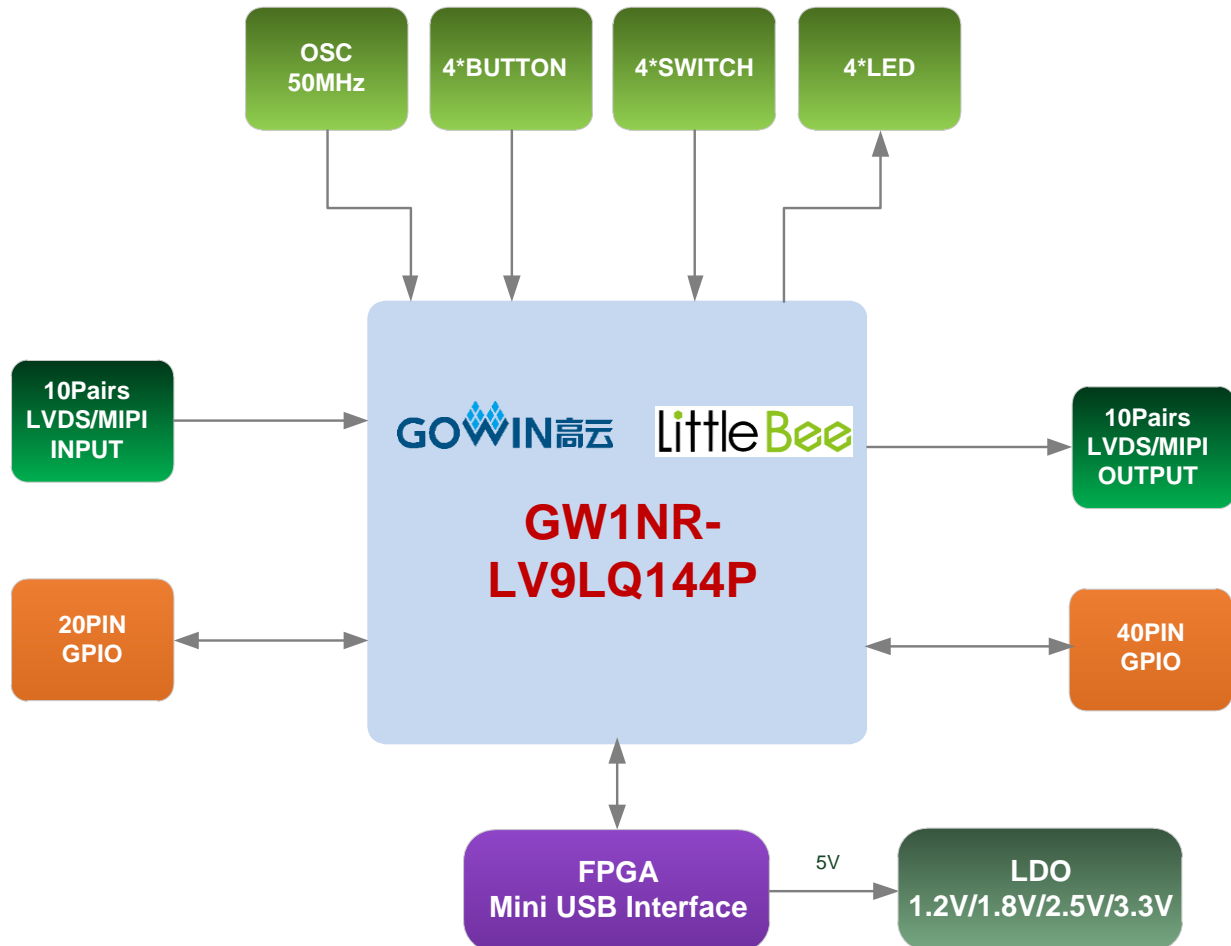 OSC
50MHz
4*BUTTON
4*SWITCH
4*LED
10Pairs
LVDS/MIPI
INPUT
GOWIN高云
LittleBee
10Pairs
LVDS/MIPI
OUTPUT
GW1NR-
LV9LQ144P
20PIN
GPIO
40PIN
GPIO
FPGA
Mini USB Interface
5V
LDO
1.2V/1.8V/2.5V/3.3V